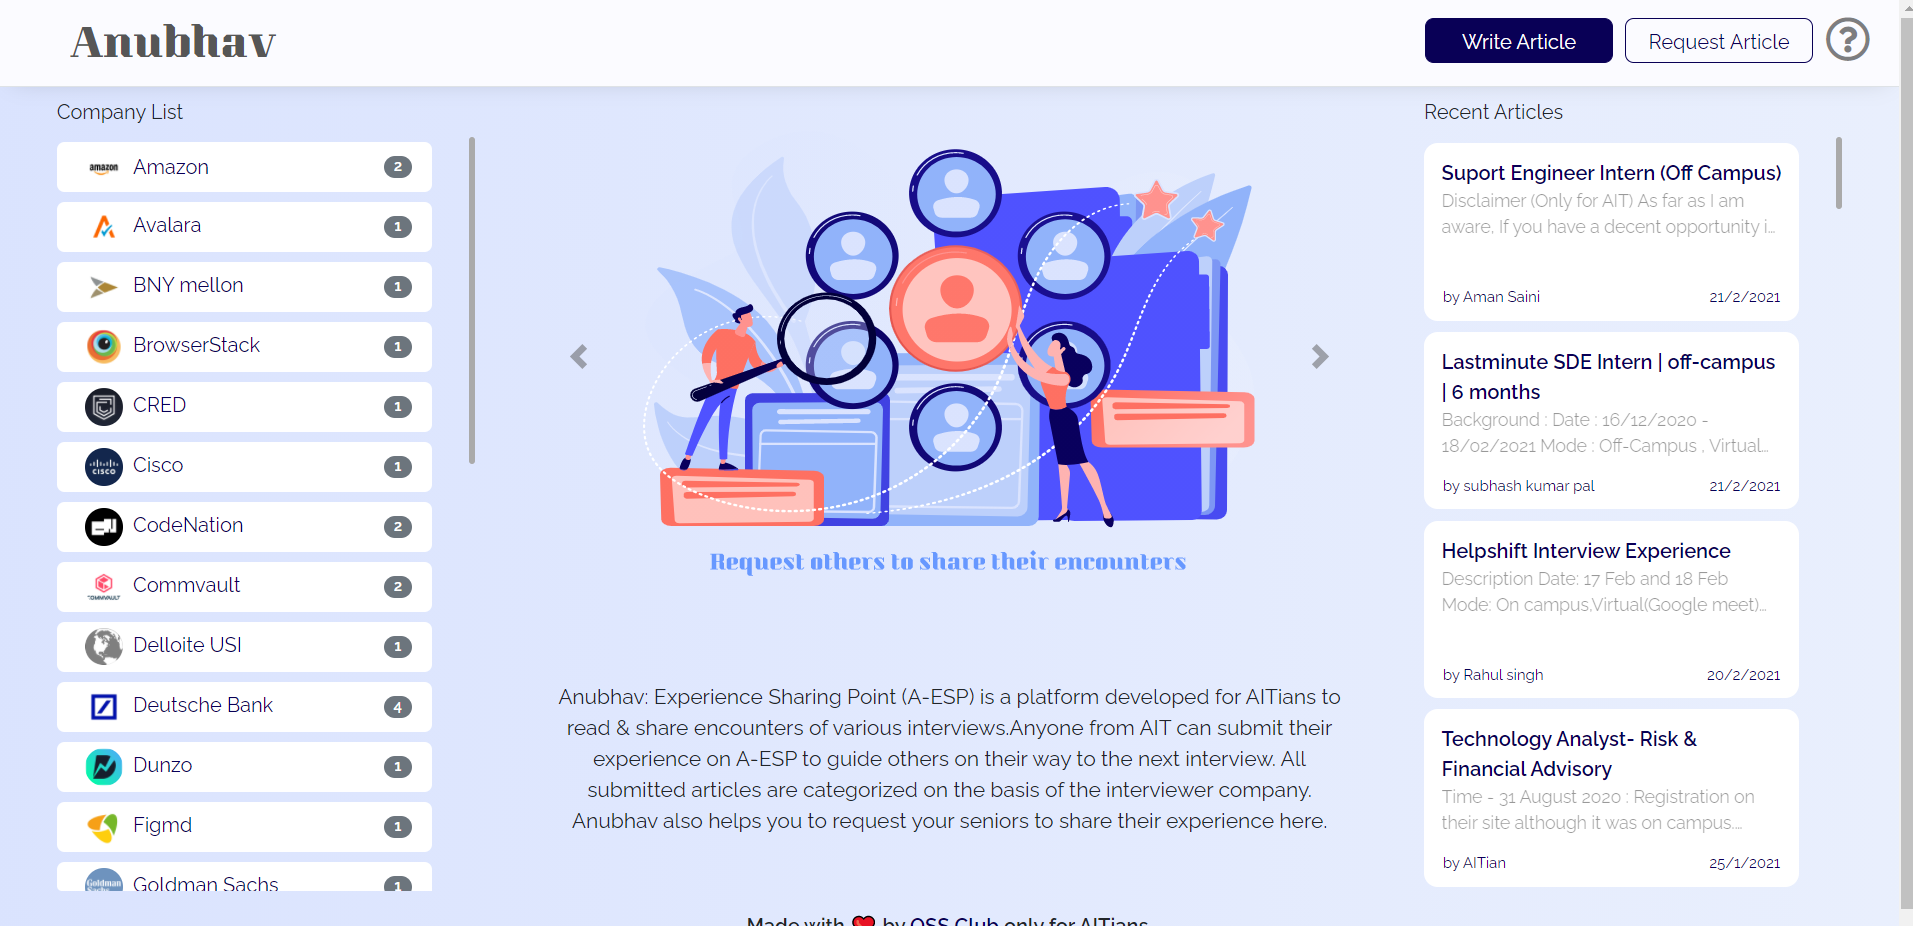 Anubhav
Write Article
Request Article
?
Company List
amazon Amazon 2
Avalara 1
BNY mellon 1
BrowserStack 1
CRED 1
CISCO Cisco 1
CodeNation 2
COMMVAULT Commvault 2
Delloite USI 1
Deutsche Bank 4
Dunzo 1
Figmd 1
Goldman Sachs Goldman Sachs 1
Request others to share their encounters
Anubhav: Experience Sharing Point (A-ESP) is a platform developed for AITians to
read & share encounters of various interviews.Anyone from AIT can submit their
experience on A-ESP to guide others on their way to the next interview. All
submitted articles are categorized on the basis of the interviewer company.
Anubhav also helps you to request your seniors to share their experience here.
Made with ❤ by OSS Club only for AITians
Recent Articles
Suport Engineer Intern (Off Campus)
Disclaimer (Only for AIT) As far as I am
aware, If you have a decent opportunity i...
by Aman Saini 21/2/2021
Lastminute SDE Intern | off-campus
| 6 months
Background : Date : 16/12/2020 -
18/02/2021 Mode : Off-Campus , Virtual...
by subhash kumar pal 21/2/2021
Helpshift Interview Experience
Description Date: 17 Feb and 18 Feb
Mode: On campus,Virtual(Google meet)...
by Rahul singh 20/2/2021
Technology Analyst- Risk &
Financial Advisory
Time - 31 August 2020 : Registration on
their site although it was on campus....
by AITian 25/1/2021